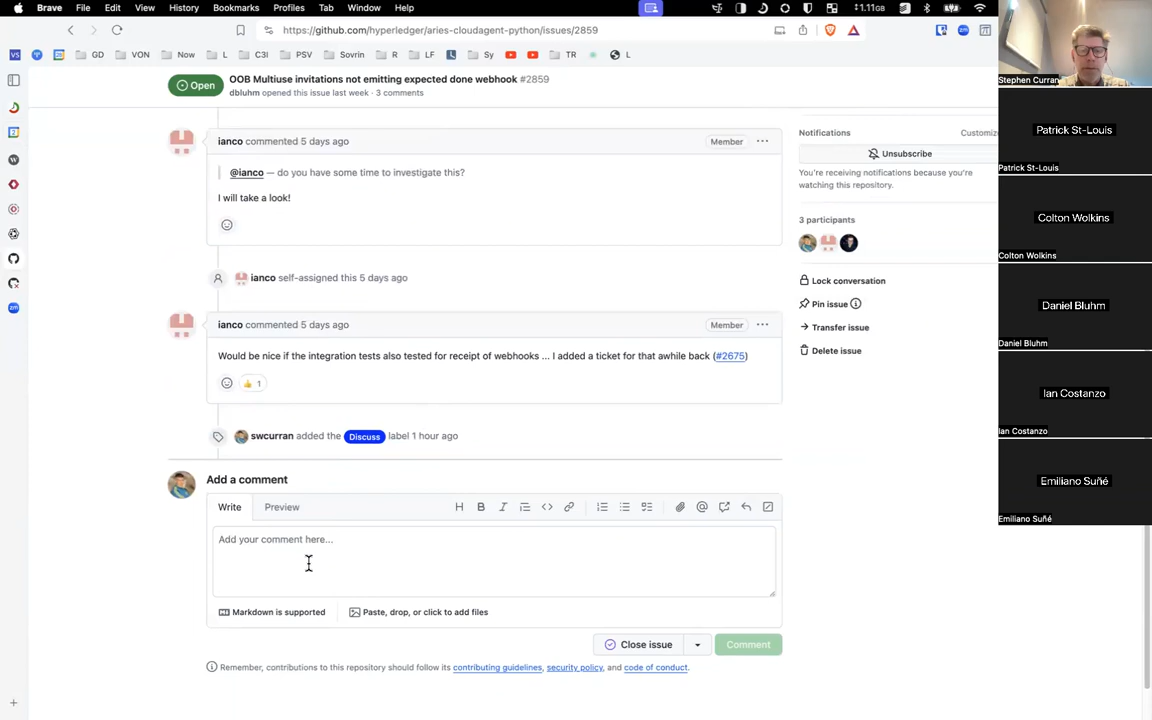 Brave File Edit View History Bookmarks Profiles Tab Window Help
1.11GB
https://github.com/hyperledger/aries-cloudagent-python/issues/2859
GD VON Now L C3I PSV Sovrin R LF Sy TR L
Open
OOB Multiuse invitations not emitting expected done webhook #2859
dbluhm opened this issue last week · 3 comments
ianco commented 5 days ago
Member
@ianco — do you have some time to investigate this?
I will take a look!
ianco self-assigned this 5 days ago
ianco commented 5 days ago
Member
Would be nice if the integration tests also tested for receipt of webhooks ... I added a ticket for that awhile back (#2675)
👍 1
swcurran added the Discuss label 1 hour ago
Add a comment
Write Preview
Add your comment here...
Markdown is supported
Paste, drop, or click to add files
Close issue
Comment
Remember, contributions to this repository should follow its contributing guidelines, security policy, and code of conduct.
Notifications
Customize
Unsubscribe
You're receiving notifications because you're
watching this repository.
3 participants
Lock conversation
Pin issue
Transfer issue
Delete issue
Stephen Curran
Patrick St-Louis
Patrick St-Louis
Colton Wolkins
Colton Wolkins
Daniel Bluhm
Daniel Bluhm
Ian Costanzo
Ian Costanzo
Emiliano Suñé
Emiliano Suñé